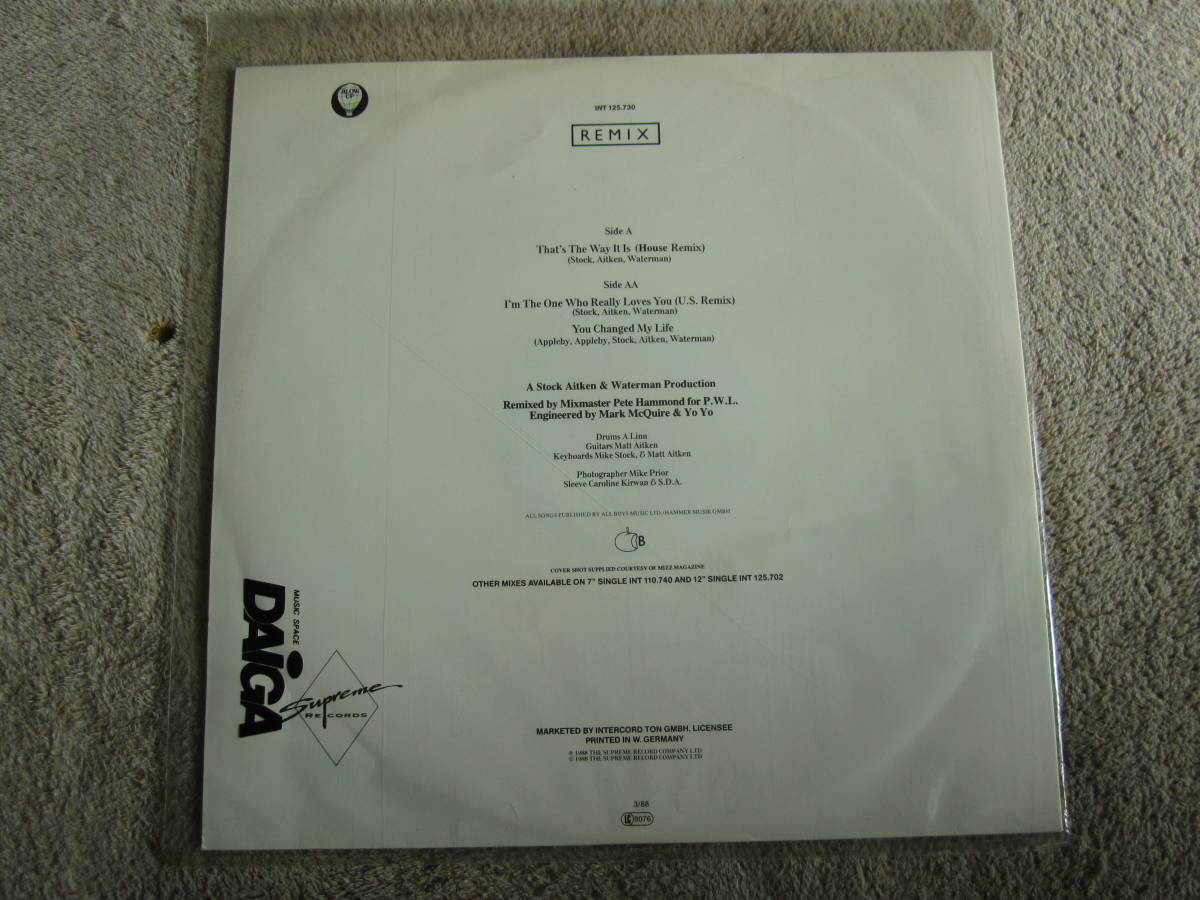 BLOW UP
INT 125.730
REMIX
Side A
That's The Way It Is (House Remix)
(Stock, Aitken, Waterman)
Side AA
I'm The One Who Really Loves You (U.S. Remix)
(Stock, Aitken, Waterman)
You Changed My Life
(Appleby, Appleby, Stock, Aitken, Waterman)
A Stock Aitken & Waterman Production
Remixed by Mixmaster Pete Hammond for P.W.L.
Engineered by Mark McQuire & Yo Yo
Drums A Linn
Guitars Matt Aitken
Keyboards Mike Stock, & Matt Aitken
Photographer Mike Prior
Sleeve Caroline Kirwan & S.D.A.
ALL SONGS PUBLISHED BY ALL BOYS MUSIC LTD./HAMMER MUSIK GMBH
B
COVER SHOT SUPPLIED COURTESY OF MIZZ MAGAZINE
OTHER MIXES AVAILABLE ON 7" SINGLE INT 110.740 AND 12" SINGLE INT 125.702
MUSIC SPACE
DAIGA
Supreme
RECORDS
MARKETED BY INTERCORD TON GMBH, LICENSEE
PRINTED IN W. GERMANY
℗ 1988 THE SUPREME RECORD COMPANY LTD
© 1988 THE SUPREME RECORD COMPANY LTD
3/88
8076